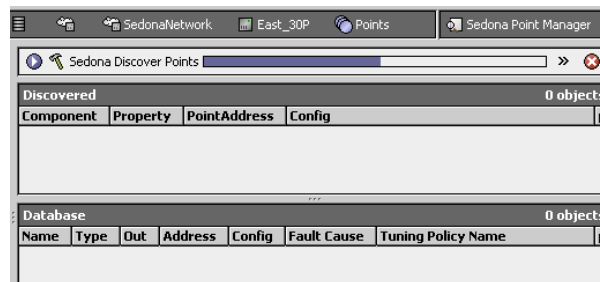 SedonaNetwork East_30P Points Sedona Point Manager
Sedona Discover Points »
Discovered 0 objects
Component Property PointAddress Config
Database 0 objects
Name Type Out Address Config Fault Cause Tuning Policy Name